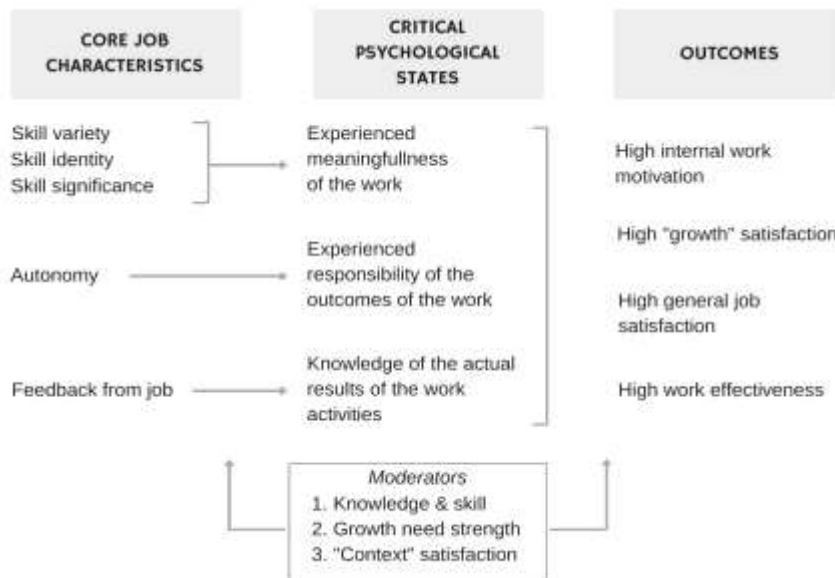 CORE JOB
CHARACTERISTICS
CRITICAL
PSYCHOLOGICAL
STATES
OUTCOMES
Skill variety
Skill identity
Skill significance
Experienced
meaningfullness
of the work
High internal work
motivation
High "growth" satisfaction
Autonomy
Experienced
responsibility of the
outcomes of the work
High general job
satisfaction
Feedback from job
Knowledge of the actual
results of the work
activities
High work effectiveness
Moderators
1. Knowledge & skill
2. Growth need strength
3. "Context" satisfaction